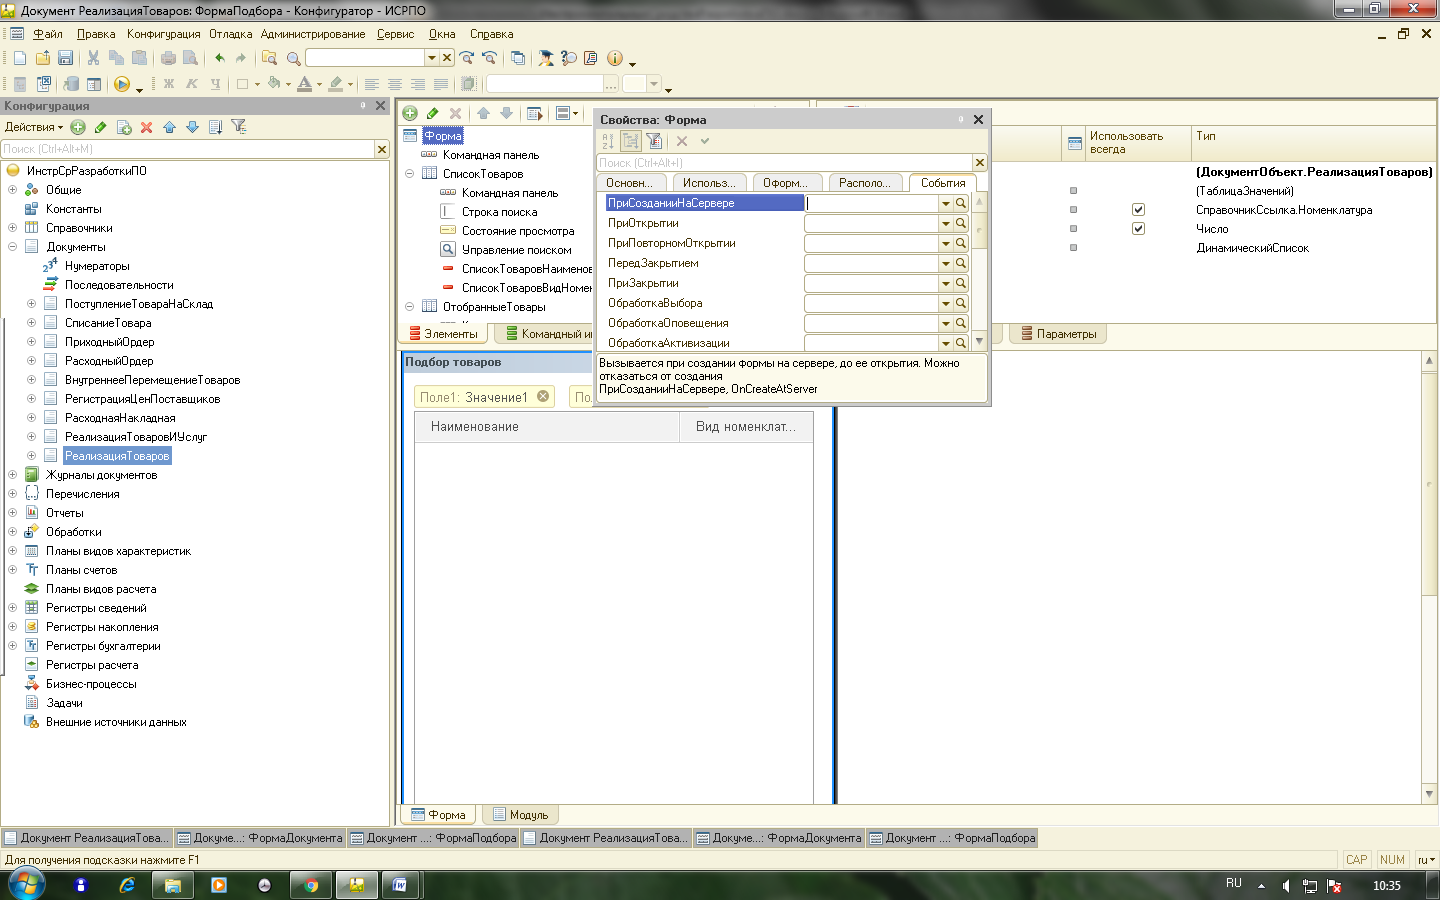 Документ РеализацияТоваров: ФормаПодбора - Конфигуратор - ИСРПО
Файл Правка Конфигурация Отладка Администрирование Сервис Окна Справка
Ж К Ч
Конфигурация
Действия
Поиск (Ctrl+Alt+M)
ИнстрСрРазработкиПО
Общие
Константы
Справочники
Документы
Нумераторы
Последовательности
ПоступлениеТовараНаСклад
СписаниеТовара
ПриходныйОрдер
РасходныйОрдер
ВнутреннееПеремещениеТоваров
РегистрацияЦенПоставщиков
РасходнаяНакладная
РеализацияТоваровИУслуг
РеализацияТоваров
Журналы документов
Перечисления
Отчеты
Обработки
Планы видов характеристик
Планы счетов
Планы видов расчета
Регистры сведений
Регистры накопления
Регистры бухгалтерии
Регистры расчета
Бизнес-процессы
Задачи
Внешние источники данных
Форма
Командная панель
СписокТоваров
Командная панель
Строка поиска
Состояние просмотра
Управление поиском
СписокТоваровНаименов
СписокТоваровВидНомен
ОтобранныеТовары
Элементы
Командный ин
Свойства: Форма
Поиск (Ctrl+Alt+I)
Основн... Использ... Оформ... Располо... События
ПриСозданииНаСервере
ПриОткрытии
ПриПовторномОткрытии
ПередЗакрытием
ПриЗакрытии
ОбработкаВыбора
ОбработкаОповещения
ОбработкаАктивизации
Вызывается при создании формы на сервере, до ее открытия. Можно
отказаться от создания
ПриСозданииНаСервере, OnCreateAtServer
Использовать
всегда
Тип
(ДокументОбъект.РеализацияТоваров)
(ТаблицаЗначений)
СправочникСсылка.Номенклатура
Число
ДинамическийСписок
Параметры
Подбор товаров
Поле1: Значение1
По
Наименование Вид номенклат...
Форма Модуль
Документ РеализацияТова... Докуме...: ФормаДокумента Документ ...: ФормаПодбора Документ РеализацияТова... Докуме...: ФормаДокумента Документ ...: ФормаПодбора
Для получения подсказки нажмите F1
CAP NUM ru
RU 10:35